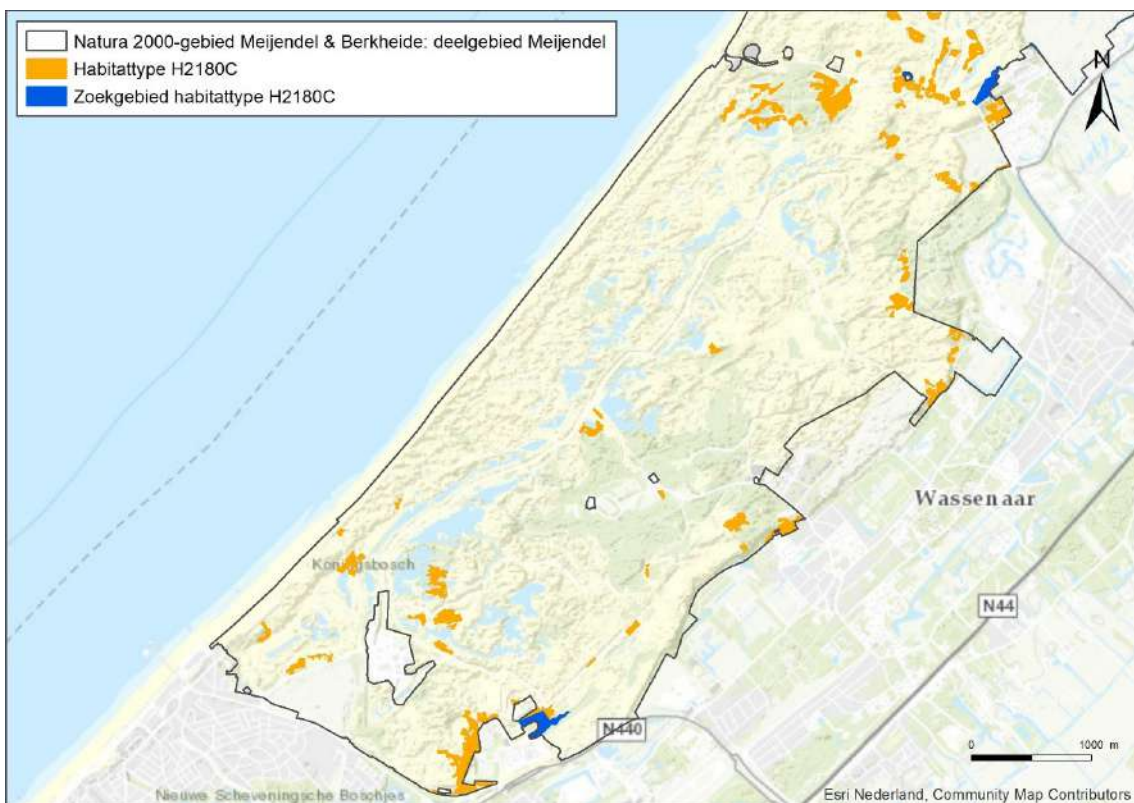 Natura 2000-gebied Meijendel & Berkheide: deelgebied Meijendel
Habitattype H2180C
Zoekgebied habitattype H2180C
N
Wassenaar
Koningsbosch
N44
N440
0 1000 m
Nieuwe Scheveningsche Boschjes
Esri Nederland, Community Map Contributors